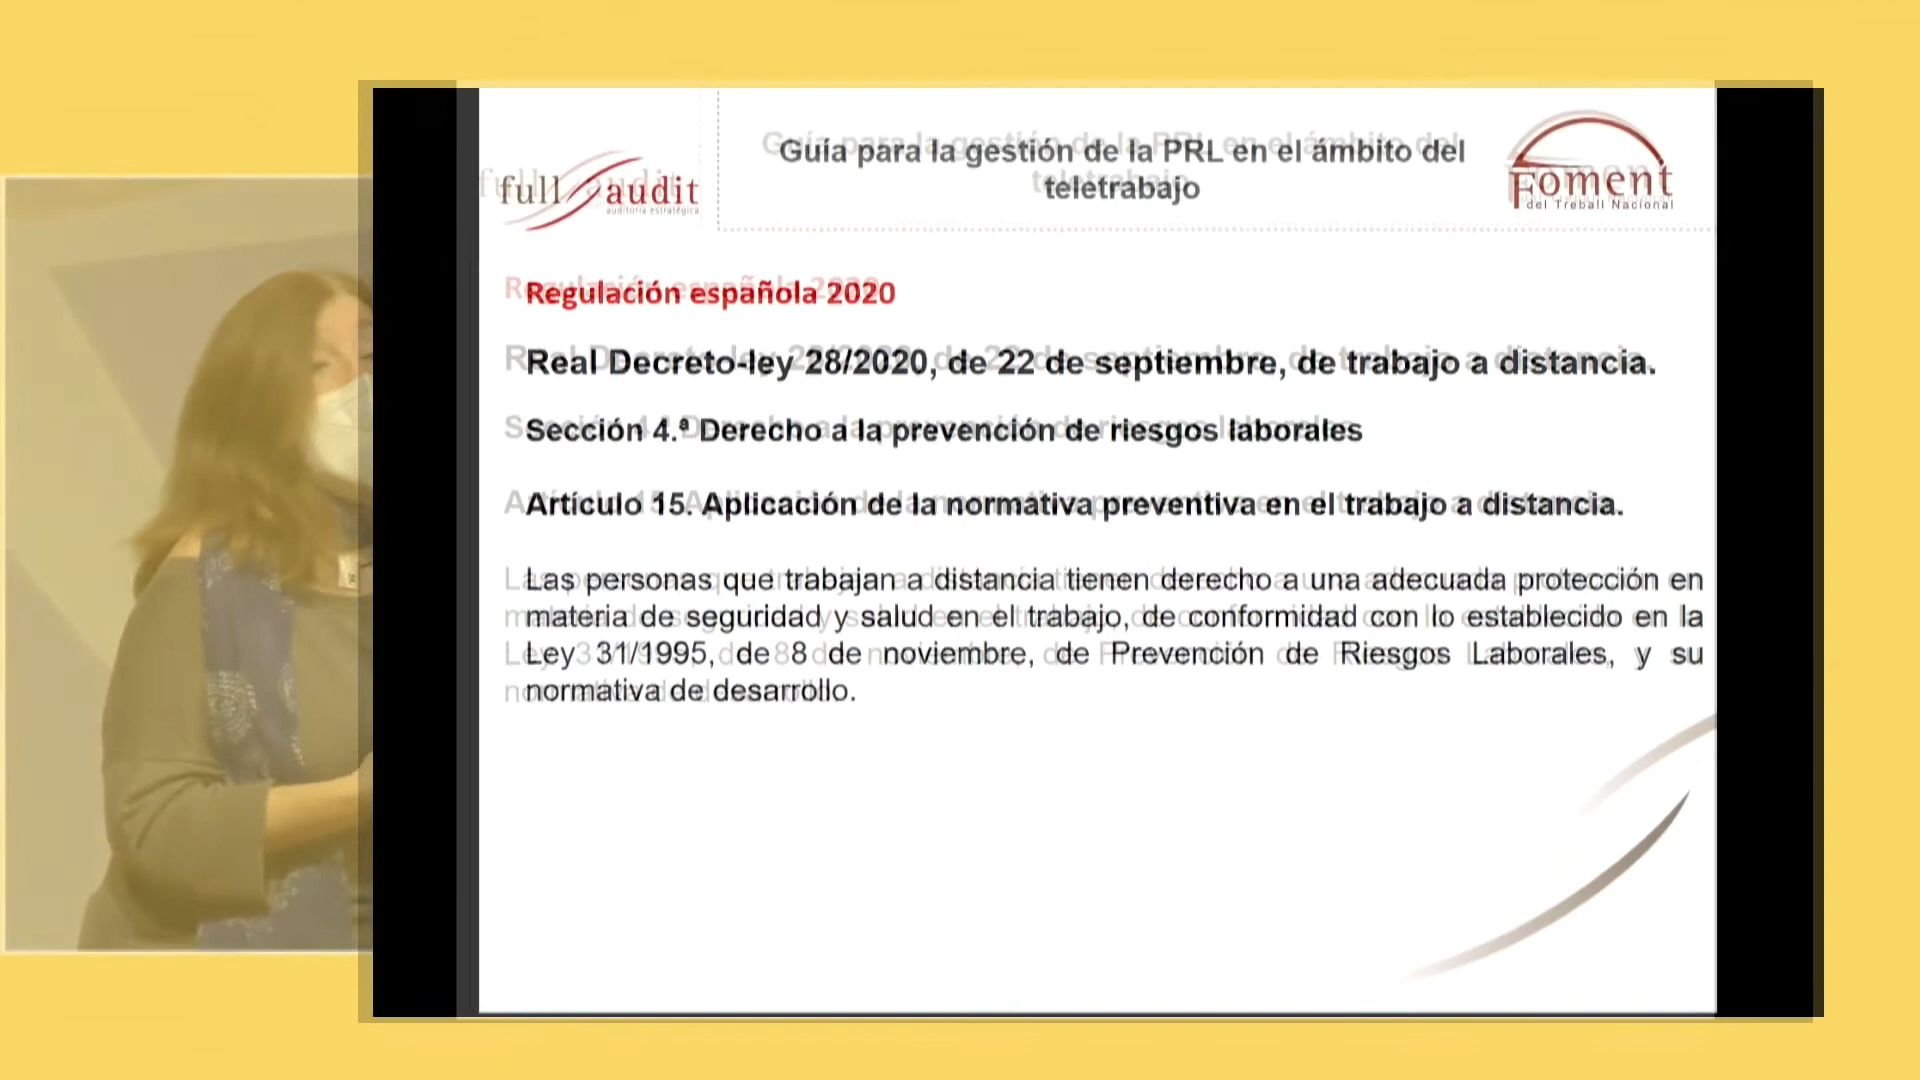 Guía para la gestión de la PRL en el ámbito del
teletrabajo
full audit
auditoría estratégica
Foment
del Treball Nacional
Regulación española 2020
Real Decreto-ley 28/2020, de 22 de septiembre, de trabajo a distancia.
Sección 4.ª Derecho a la prevención de riesgos laborales
Artículo 15. Aplicación de la normativa preventiva en el trabajo a distancia.
Las personas que trabajan a distancia tienen derecho a una adecuada protección en
materia de seguridad y salud en el trabajo, de conformidad con lo establecido en la
Ley 31/1995, de 8 de noviembre, de Prevención de Riesgos Laborales, y su
normativa de desarrollo.